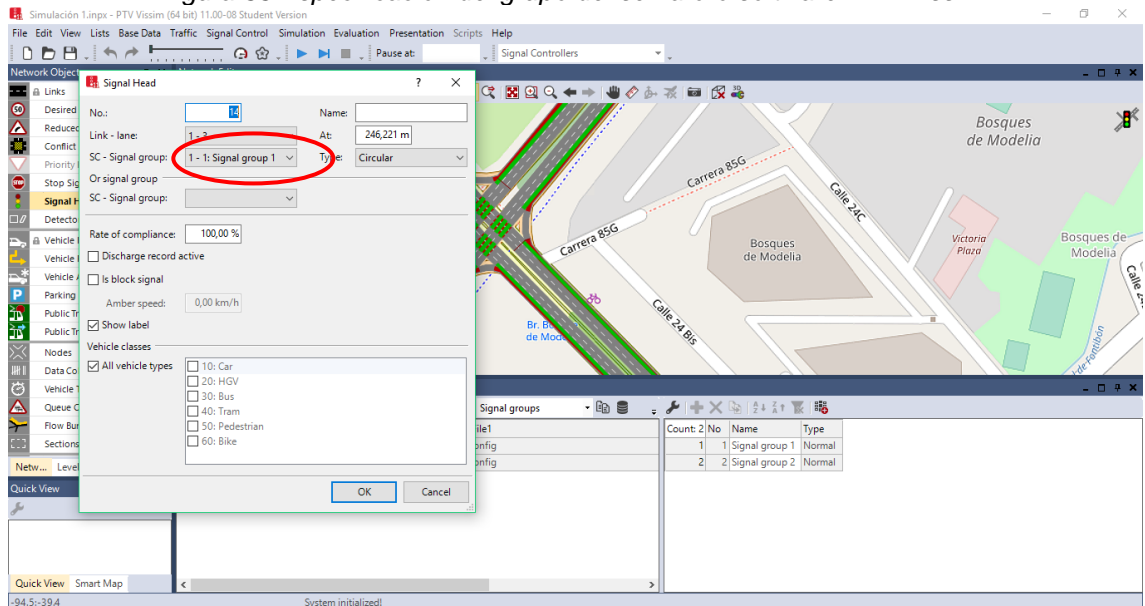 Simulación 1.inpx - PTV Vissim (64 bit) 11.00-08 Student Version
File Edit View Lists Base Data Traffic Signal Control Simulation Evaluation Presentation Scripts Help
Pause at: Signal Controllers
Network Object
Links
Desired
Reduced
Conflict
Priority
Stop Sig
Signal H
Detecto
Vehicle
Vehicle
Vehicle
Parking
Public Tr
Public Tr
Nodes
Data Co
Vehicle T
Queue C
Flow Bu
Sections
Netw... Level
Quick View
Quick View Smart Map
Signal Head ? ×
No.: 14 Name:
Link - lane: 1 - 3 At: 246,221 m
SC - Signal group: 1 - 1: Signal group 1 Type: Circular
Or signal group
SC - Signal group:
Rate of compliance: 100,00 %
Discharge record active
Is block signal
Amber speed: 0,00 km/h
Show label
Vehicle classes
All vehicle types
10: Car
20: HGV
30: Bus
40: Tram
50: Pedestrian
60: Bike
OK Cancel
Bosques
de Modelia
Carrera 85G
Calle 24C
Carrera 85G
Bosques
de Modelia
Victoria
Plaza
Bosques de
Modelia
Calle 24 Bis
Signal groups
ile1
onfig
onfig
Count: 2 No Name Type
1 1 Signal group 1 Normal
2 2 Signal group 2 Normal
-94.5:-39.4 System initialized!